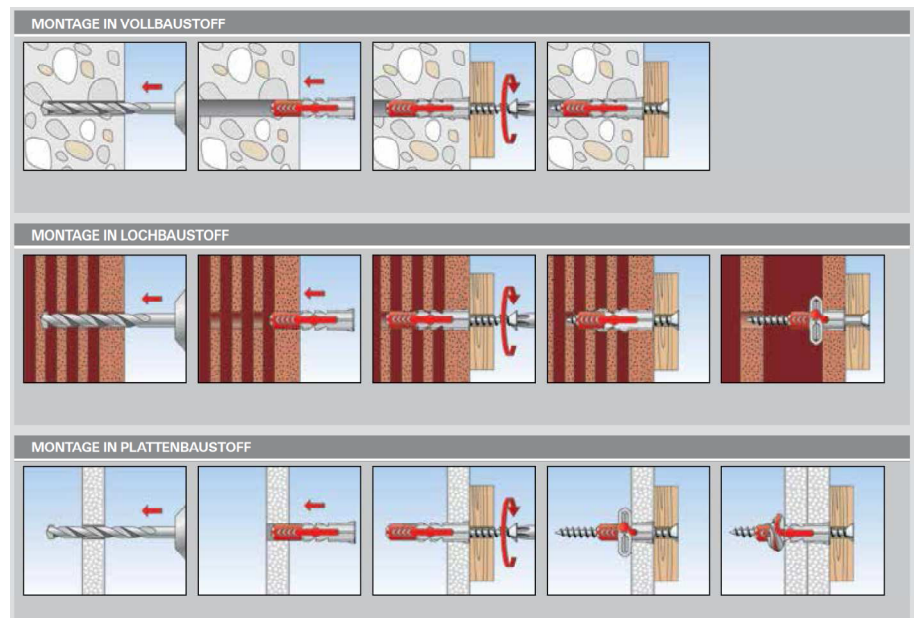 MONTAGE IN VOLLBAUSTOFF
MONTAGE IN LOCHBAUSTOFF
MONTAGE IN PLATTENBAUSTOFF